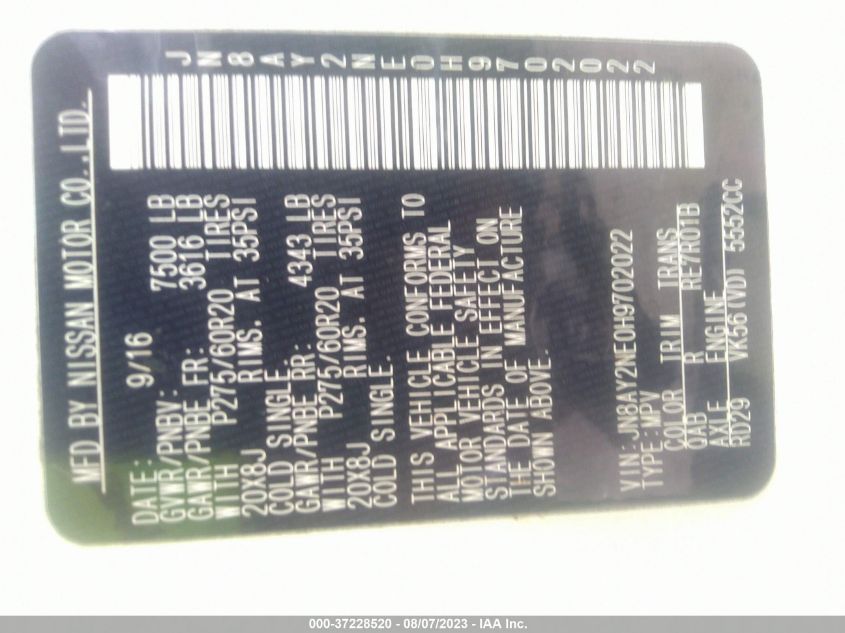 MFD BY NISSAN MOTOR CO.,LTD.
JN8AY2NE0H9702022
DATE: 9/16
GVWR/PNBV: 7500 LB
GAWR/PNBE FR: 3616 LB
WITH P275/60R20 TIRES
20X8J RIMS. AT 35PSI
COLD SINGLE.
GAWR/PNBE RR: 4343 LB
WITH P275/60R20 TIRES
20X8J RIMS. AT 35PSI
COLD SINGLE.
THIS VEHICLE CONFORMS TO
ALL APPLICABLE FEDERAL
MOTOR VEHICLE SAFETY
STANDARDS IN EFFECT ON
THE DATE OF MANUFACTURE
SHOWN ABOVE.
VIN:JN8AY2NE0H9702022
TYPE:MPV
COLOR TRIM TRANS
QAB R RE7R01B
AXLE ENGINE
RD29 VK56(VD) 5552CC
000-37228520 - 08/07/2023 - IAA Inc.